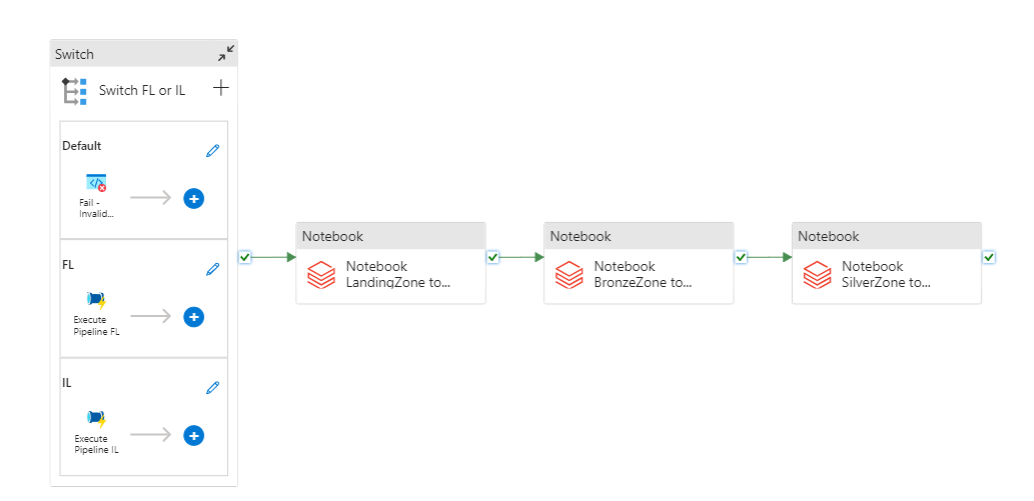 Switch
Switch FL or IL
Default
Fail -
Invalid...
FL
Execute
Pipeline FL
IL
Execute
Pipeline IL
Notebook
Notebook
LandingZone to...
Notebook
Notebook
BronzeZone to...
Notebook
Notebook
SilverZone to...